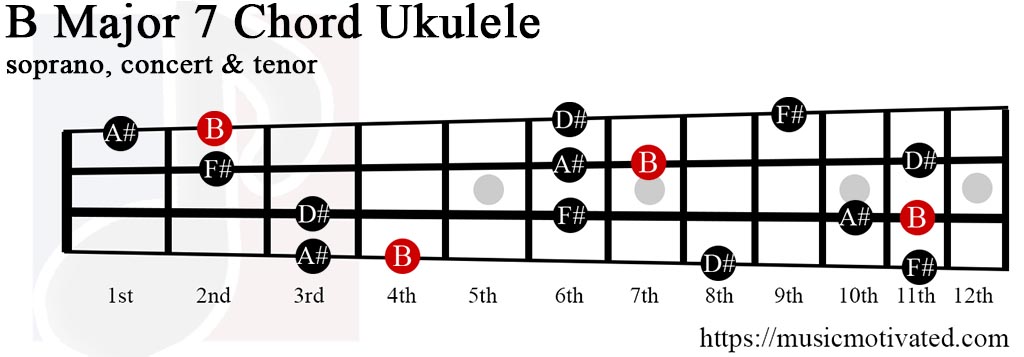 B Major 7 Chord Ukulele
soprano, concert & tenor
A# B D# F#
F# A# B D#
D# F# A# B
A# B D# F#
1st 2nd 3rd 4th 5th 6th 7th 8th 9th 10th 11th 12th
https://musicmotivated.com/